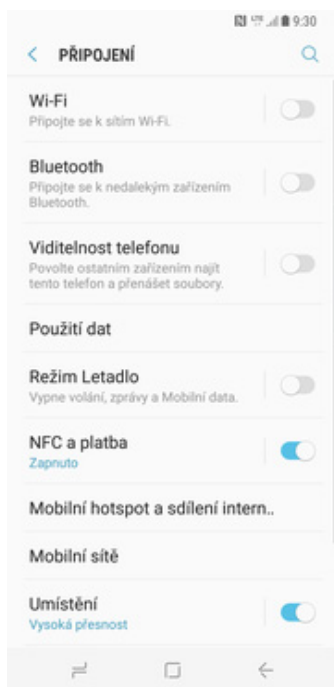 LTE 9:30
PŘIPOJENÍ
Wi-Fi
Připojte se k sítím Wi-Fi.
Bluetooth
Připojte se k nedalekým zařízením
Bluetooth.
Viditelnost telefonu
Povolte ostatním zařízením najít
tento telefon a přenášet soubory.
Použití dat
Režim Letadlo
Vypne volání, zprávy a Mobilní data.
NFC a platba
Zapnuto
Mobilní hotspot a sdílení intern..
Mobilní sítě
Umístění
Vysoká přesnost